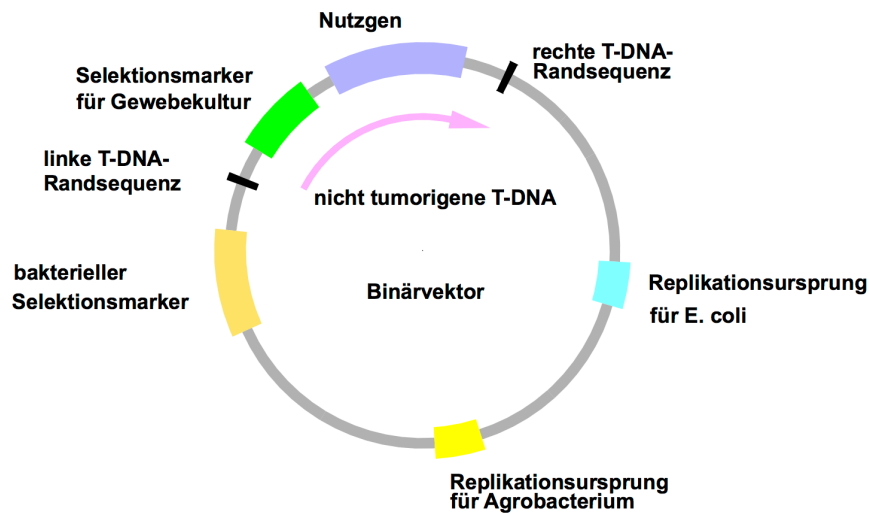 Nutzgen
rechte T-DNA-
Randsequenz
Selektionsmarker
für Gewebekultur
linke T-DNA-
Randsequenz
nicht tumorigene T-DNA
bakterieller
Selektionsmarker
Binärvektor
Replikationsursprung
für E. coli
Replikationsursprung
für Agrobacterium